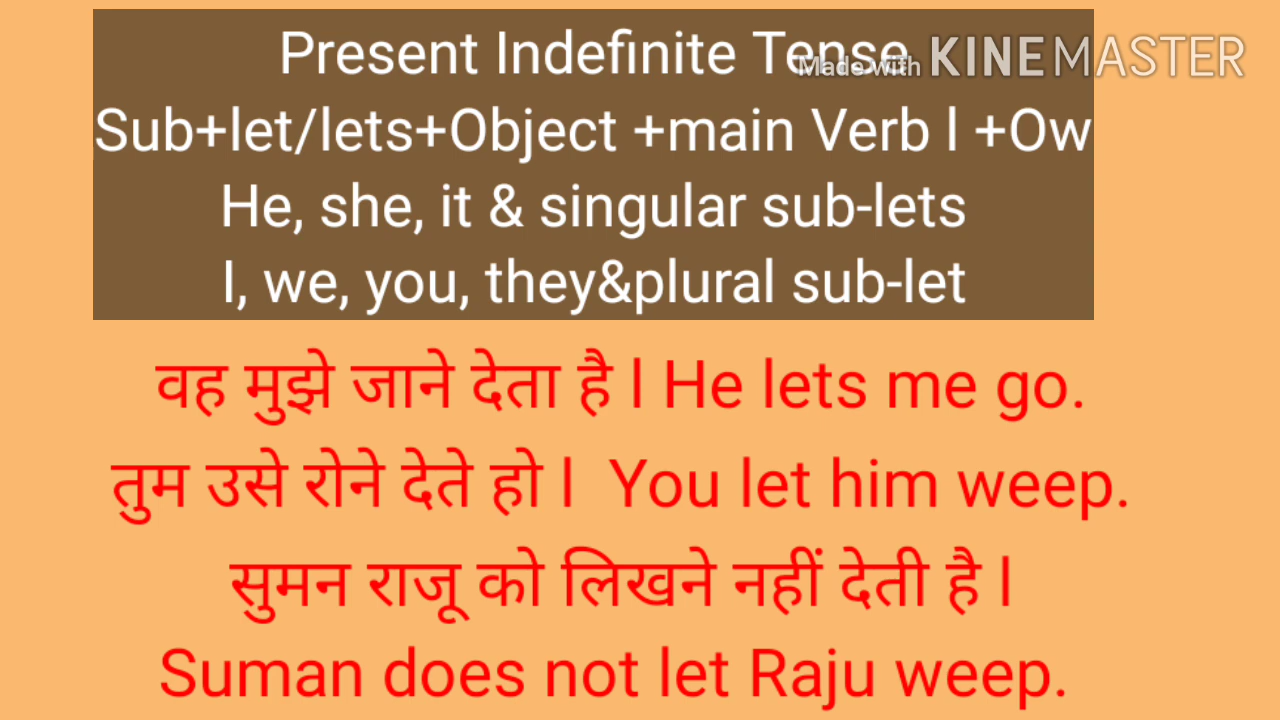 Present Indefinite Tense
Made with KINEMASTER
Sub+let/lets+Object +main Verb l +Ow
He, she, it & singular sub-lets
I, we, you, they&plural sub-let
वह मुझे जाने देता है l He lets me go.
तुम उसे रोने देते हो l You let him weep.
सुमन राजू को लिखने नहीं देती है l
Suman does not let Raju weep.